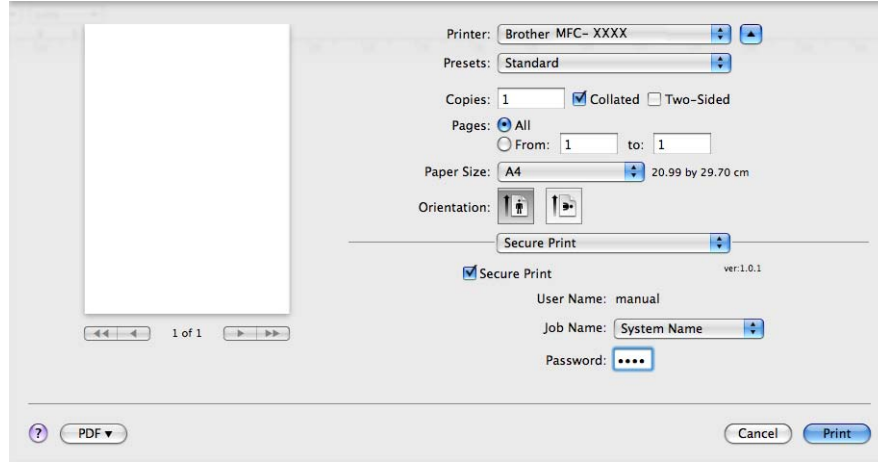 Printer: Brother MFC- XXXX
Presets: Standard
Copies: 1 Collated Two-Sided
Pages: All
From: 1 to: 1
Paper Size: A4 20.99 by 29.70 cm
Orientation:
Secure Print
Secure Print ver:1.0.1
User Name: manual
Job Name: System Name
Password: ••••
1 of 1
? PDF ▾ Cancel Print